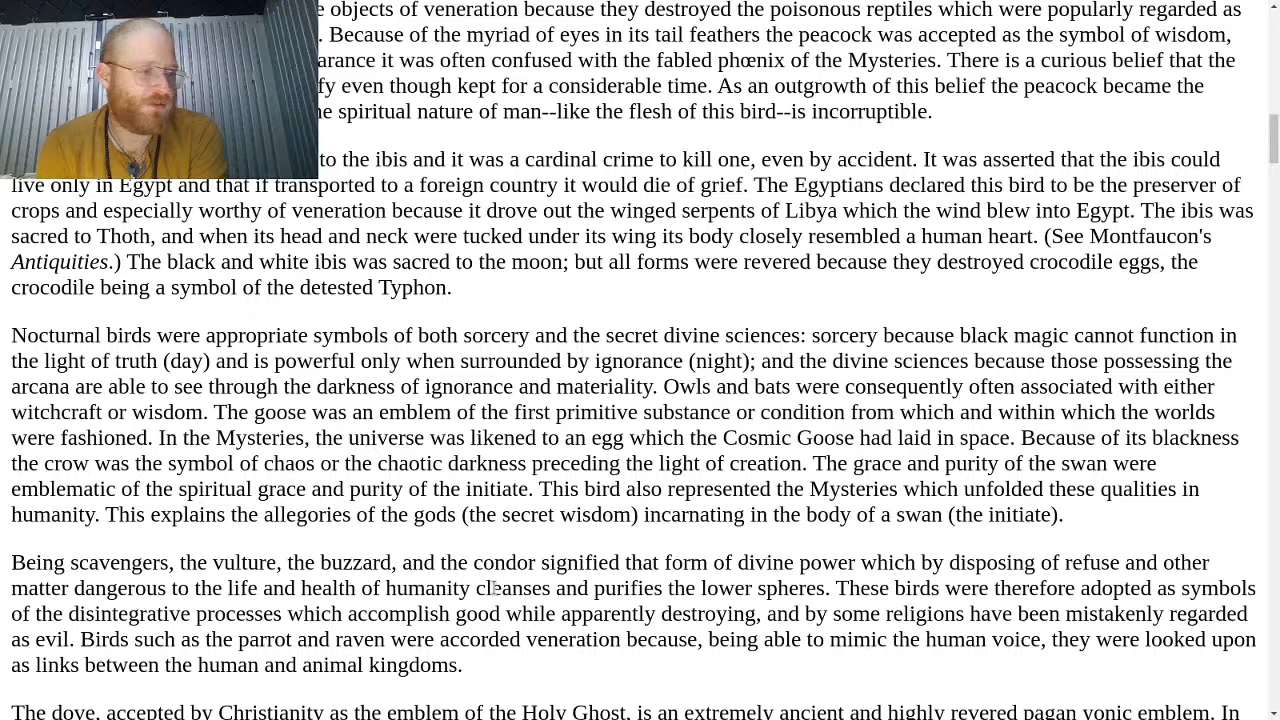 objects of veneration because they destroyed the poisonous reptiles which were popularly regarded as
. Because of the myriad of eyes in its tail feathers the peacock was accepted as the symbol of wisdom,
it was often confused with the fabled phœnix of the Mysteries. There is a curious belief that the
even though kept for a considerable time. As an outgrowth of this belief the peacock became the
spiritual nature of man--like the flesh of this bird--is incorruptible.
to the ibis and it was a cardinal crime to kill one, even by accident. It was asserted that the ibis could
live only in Egypt and that if transported to a foreign country it would die of grief. The Egyptians declared this bird to be the preserver of
crops and especially worthy of veneration because it drove out the winged serpents of Libya which the wind blew into Egypt. The ibis was
sacred to Thoth, and when its head and neck were tucked under its wing its body closely resembled a human heart. (See Montfaucon's
Antiquities.) The black and white ibis was sacred to the moon; but all forms were revered because they destroyed crocodile eggs, the
crocodile being a symbol of the detested Typhon.
Nocturnal birds were appropriate symbols of both sorcery and the secret divine sciences: sorcery because black magic cannot function in
the light of truth (day) and is powerful only when surrounded by ignorance (night); and the divine sciences because those possessing the
arcana are able to see through the darkness of ignorance and materiality. Owls and bats were consequently often associated with either
witchcraft or wisdom. The goose was an emblem of the first primitive substance or condition from which and within which the worlds
were fashioned. In the Mysteries, the universe was likened to an egg which the Cosmic Goose had laid in space. Because of its blackness
the crow was the symbol of chaos or the chaotic darkness preceding the light of creation. The grace and purity of the swan were
emblematic of the spiritual grace and purity of the initiate. This bird also represented the Mysteries which unfolded these qualities in
humanity. This explains the allegories of the gods (the secret wisdom) incarnating in the body of a swan (the initiate).
Being scavengers, the vulture, the buzzard, and the condor signified that form of divine power which by disposing of refuse and other
matter dangerous to the life and health of humanity cleanses and purifies the lower spheres. These birds were therefore adopted as symbols
of the disintegrative processes which accomplish good while apparently destroying, and by some religions have been mistakenly regarded
as evil. Birds such as the parrot and raven were accorded veneration because, being able to mimic the human voice, they were looked upon
as links between the human and animal kingdoms.
The dove, accepted by Christianity as the emblem of the Holy Ghost, is an extremely ancient and highly revered pagan yonic emblem. In